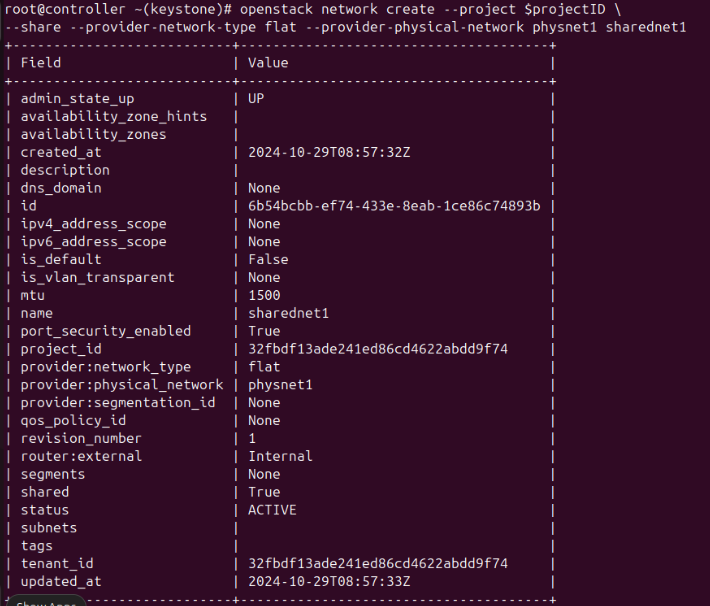 root@controller ~(keystone)# openstack network create --project $projectID \
--share --provider-network-type flat --provider-physical-network physnet1 sharednet1
+---------------------------+--------------------------------------+
| Field                     | Value                                |
+---------------------------+--------------------------------------+
| admin_state_up            | UP                                   |
| availability_zone_hints   |                                      |
| availability_zones        |                                      |
| created_at                | 2024-10-29T08:57:32Z                 |
| description               |                                      |
| dns_domain                | None                                 |
| id                        | 6b54bcbb-ef74-433e-8eab-1ce86c74893b |
| ipv4_address_scope        | None                                 |
| ipv6_address_scope        | None                                 |
| is_default                | False                                |
| is_vlan_transparent       | None                                 |
| mtu                       | 1500                                 |
| name                      | sharednet1                           |
| port_security_enabled     | True                                 |
| project_id                | 32fbdf13ade241ed86cd4622abdd9f74     |
| provider:network_type     | flat                                 |
| provider:physical_network | physnet1                             |
| provider:segmentation_id  | None                                 |
| qos_policy_id             | None                                 |
| revision_number           | 1                                    |
| router:external           | Internal                             |
| segments                  | None                                 |
| shared                    | True                                 |
| status                    | ACTIVE                               |
| subnets                   |                                      |
| tags                      |                                      |
| tenant_id                 | 32fbdf13ade241ed86cd4622abdd9f74     |
| updated_at                | 2024-10-29T08:57:33Z                 |
+---------------------------+--------------------------------------+
Show Apps